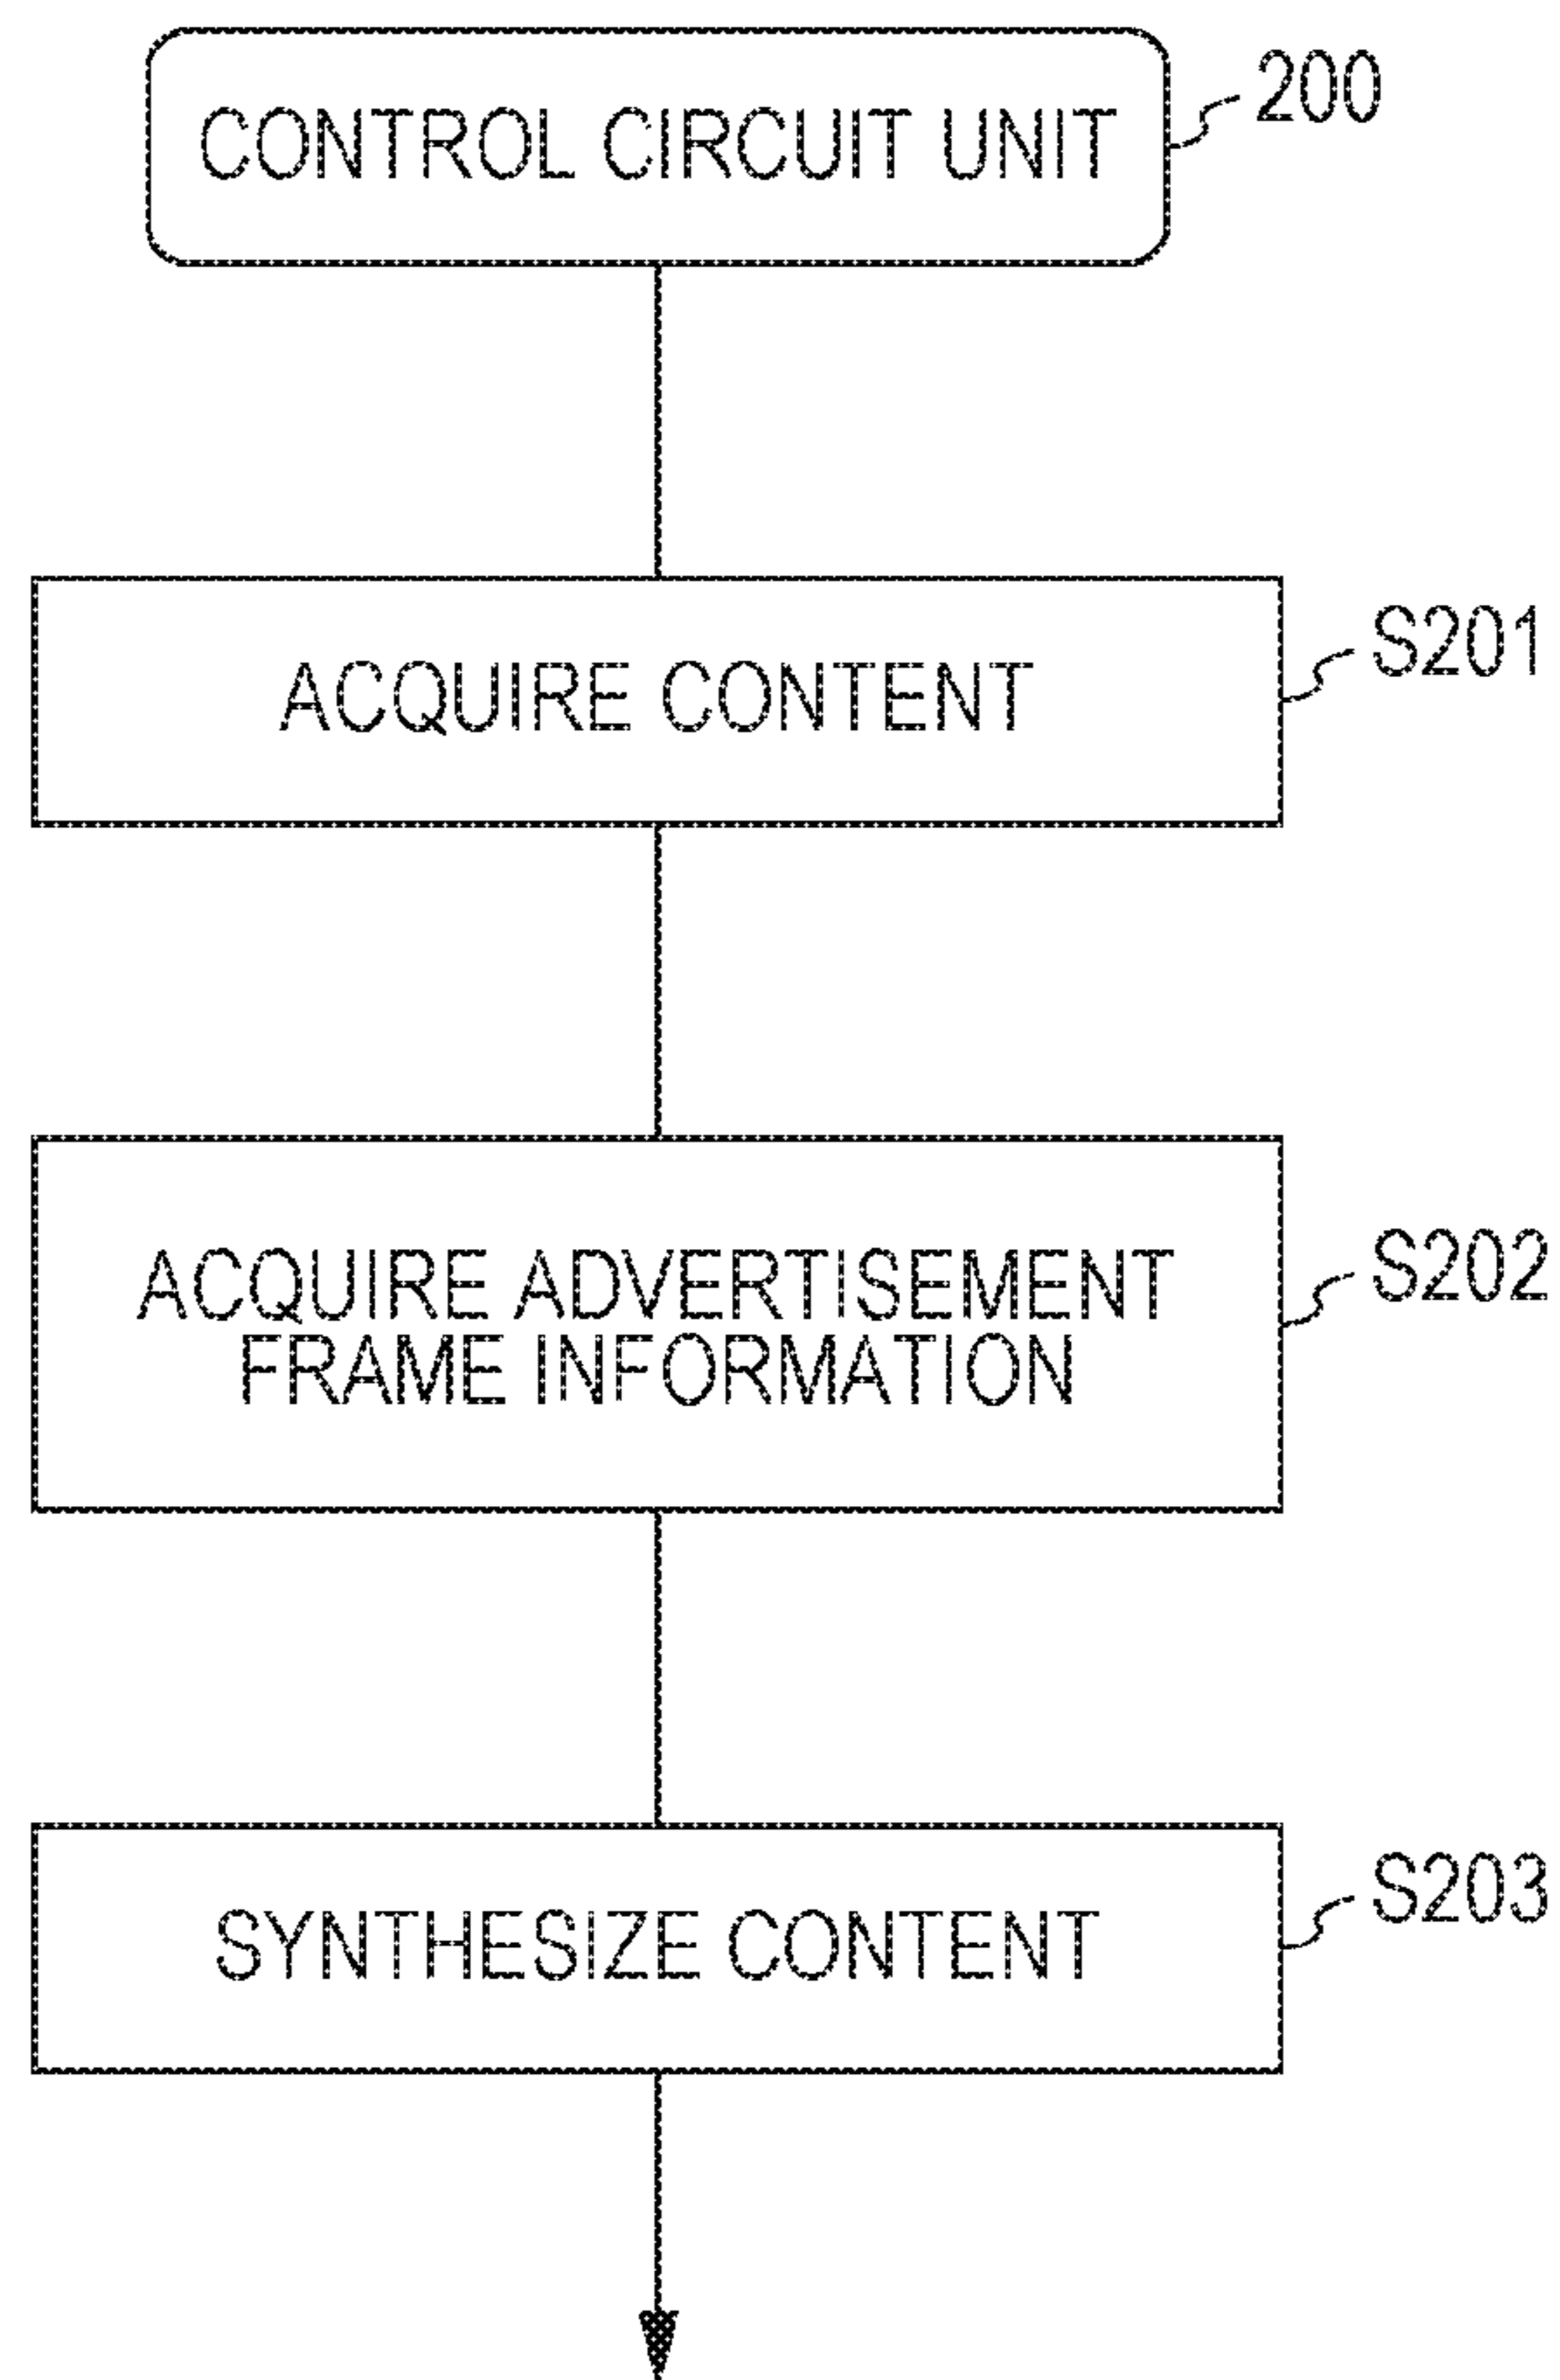 CONTROL CIRCUIT UNIT
200
ACQUIRE CONTENT
S201
ACQUIRE ADVERTISEMENT
FRAME INFORMATION
S202
SYNTHESIZE CONTENT
S203